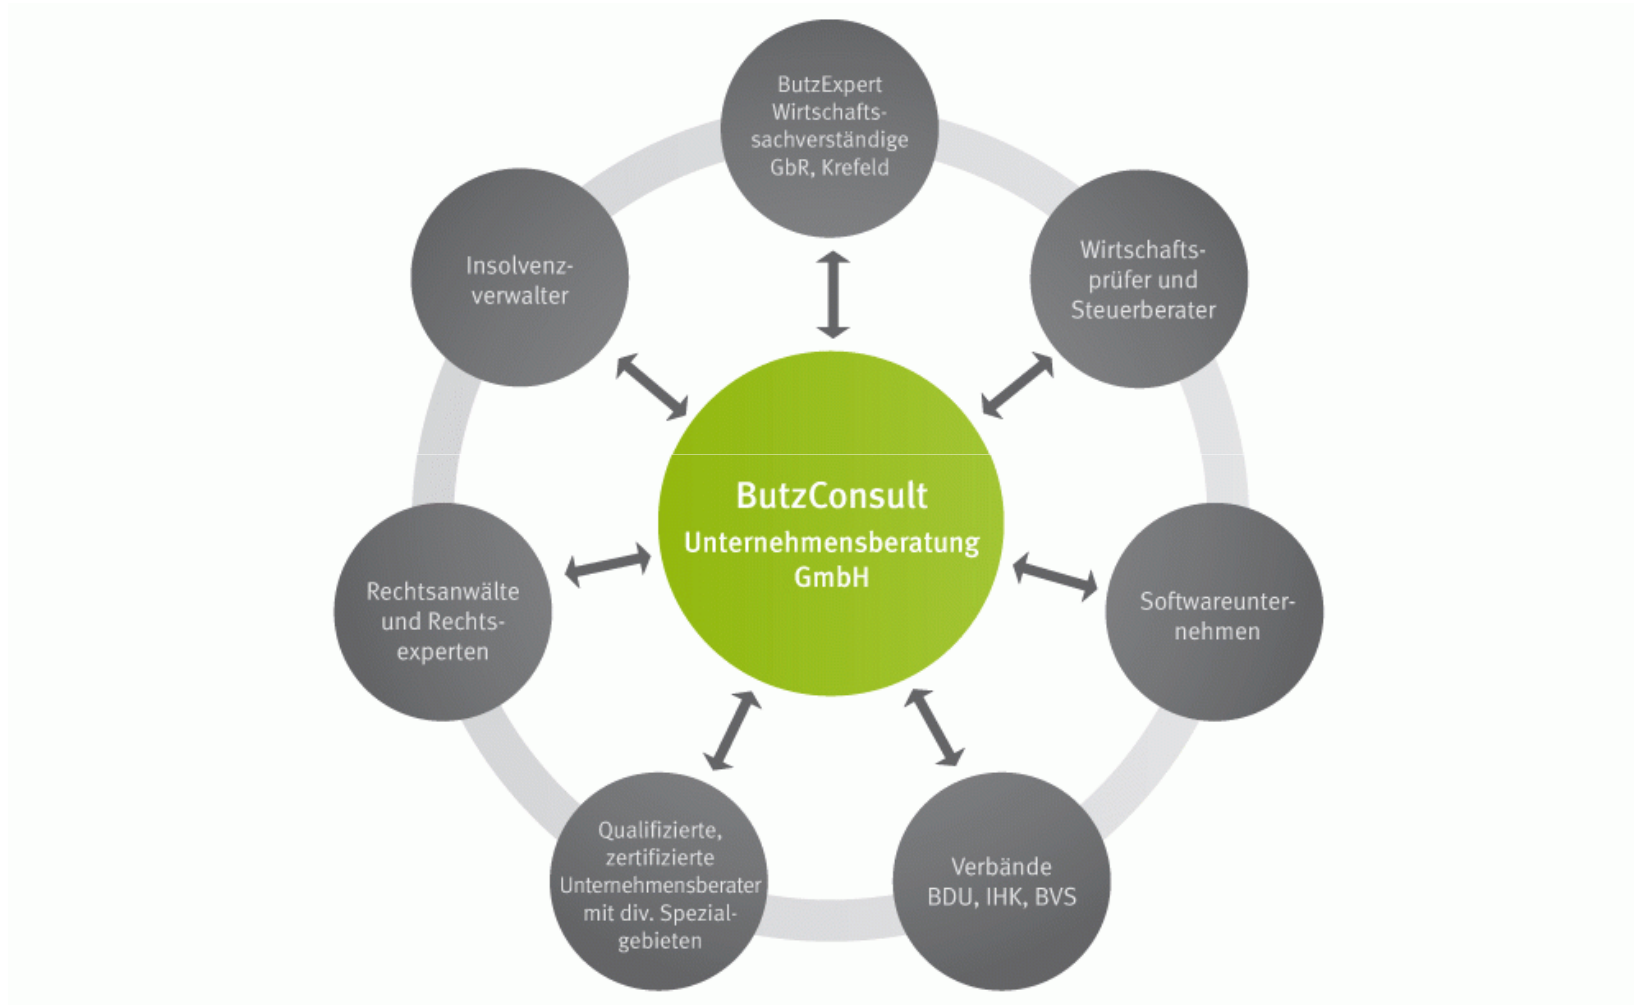 ButzExpert
Wirtschafts-
sachverständige
GbR, Krefeld
Wirtschafts-
prüfer und
Steuerberater
Softwareunter-
nehmen
Verbände
BDU, IHK, BVS
Qualifizierte,
zertifizierte
Unternehmensberater
mit div. Spezial-
gebieten
Rechtsanwälte
und Rechts-
experten
Insolvenz-
verwalter
ButzConsult
Unternehmensberatung
GmbH